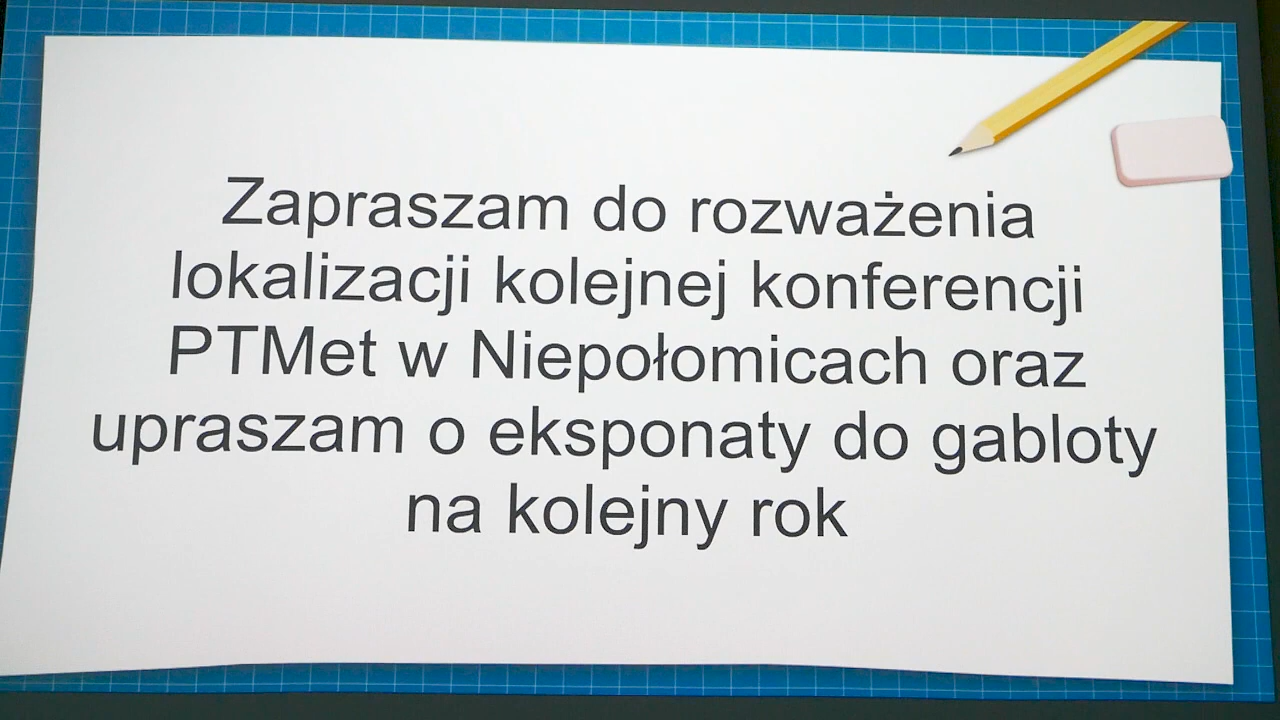 Zapraszam do rozważenia
lokalizacji kolejnej konferencji
PTMet w Niepołomicach oraz
upraszam o eksponaty do gabloty
na kolejny rok